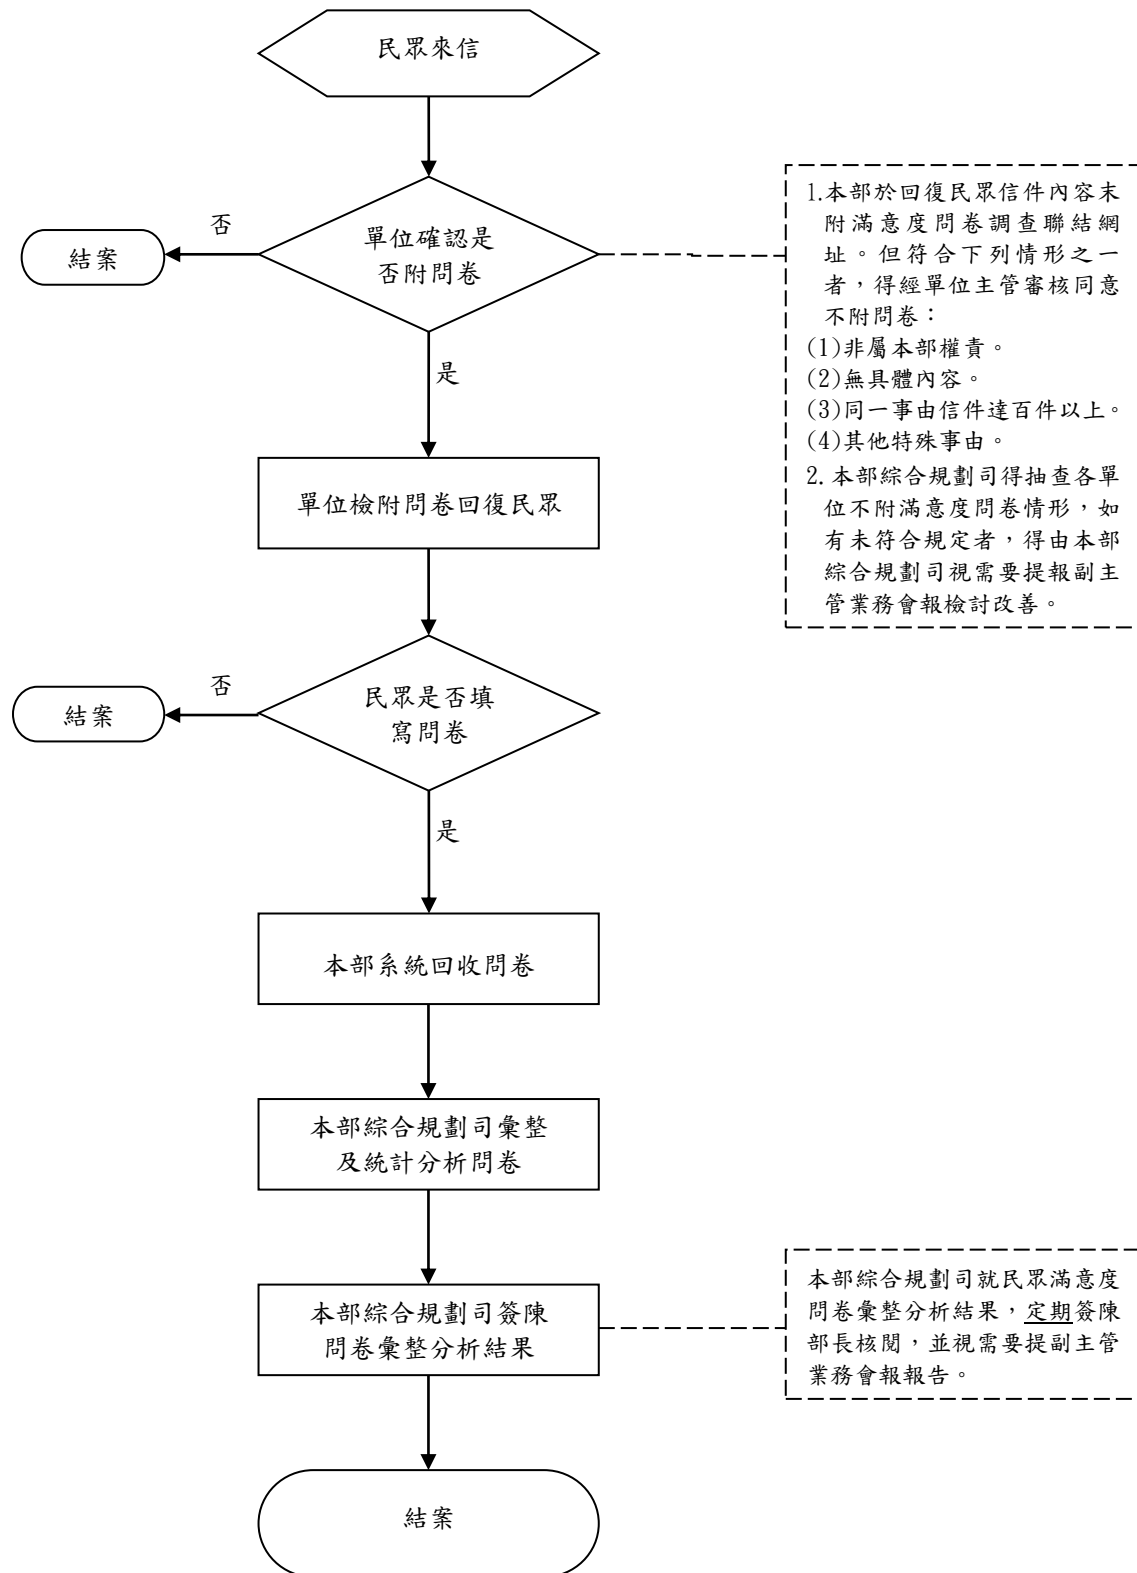 民眾來信
單位確認是
否附問卷
否
結案
是
1.本部於回復民眾信件內容末
附滿意度問卷調查聯結網
址。但符合下列情形之一
者，得經單位主管審核同意
不附問卷：
(1)非屬本部權責。
(2)無具體內容。
(3)同一事由信件達百件以上。
(4)其他特殊事由。
2.本部綜合規劃司得抽查各單
位不附滿意度問卷情形，如
有未符合規定者，得由本部
綜合規劃司視需要提報副主
管業務會報檢討改善。
單位檢附問卷回復民眾
民眾是否填
寫問卷
否
結案
是
本部系統回收問卷
本部綜合規劃司彙整
及統計分析問卷
本部綜合規劃司簽陳
問卷彙整分析結果
本部綜合規劃司就民眾滿意度
問卷彙整分析結果，定期簽陳
部長核閱，並視需要提副主管
業務會報報告。
結案